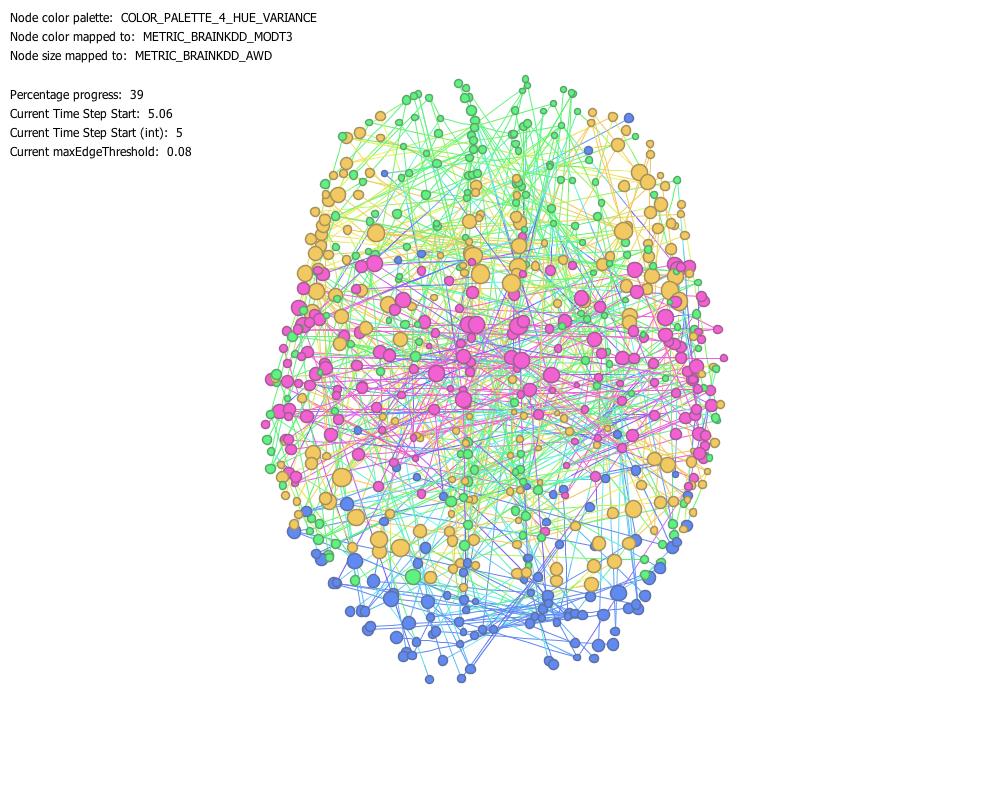 Node color palette:  COLOR_PALETTE_4_HUE_VARIANCE
Node color mapped to:  METRIC_BRAINKDD_MODT3
Node size mapped to:  METRIC_BRAINKDD_AWD
Percentage progress:  39
Current Time Step Start:  5.06
Current Time Step Start (int):  5
Current maxEdgeThreshold:  0.08